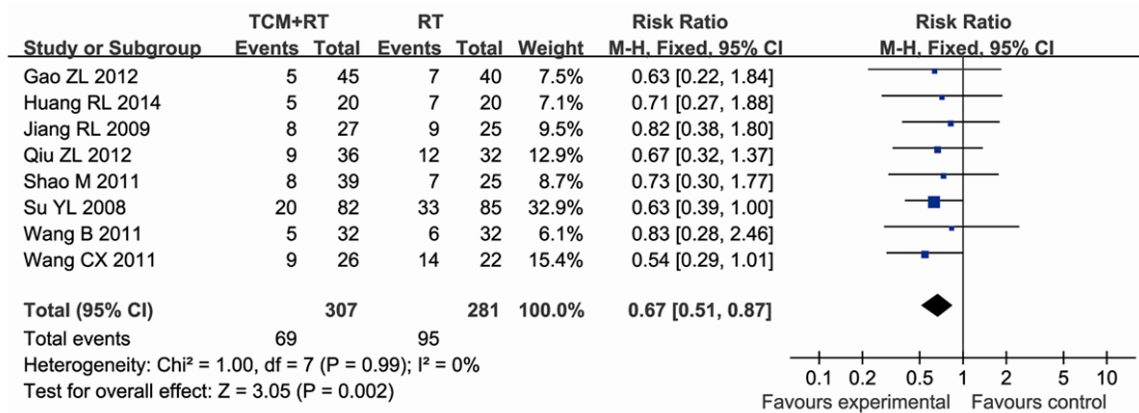 TCM+RT RT Risk Ratio Risk Ratio
Study or Subgroup Events Total Events Total Weight M-H, Fixed, 95% CI M-H, Fixed, 95% CI
Gao ZL 2012 5 45 7 40 7.5% 0.63 [0.22, 1.84]
Huang RL 2014 5 20 7 20 7.1% 0.71 [0.27, 1.88]
Jiang RL 2009 8 27 9 25 9.5% 0.82 [0.38, 1.80]
Qiu ZL 2012 9 36 12 32 12.9% 0.67 [0.32, 1.37]
Shao M 2011 8 39 7 25 8.7% 0.73 [0.30, 1.77]
Su YL 2008 20 82 33 85 32.9% 0.63 [0.39, 1.00]
Wang B 2011 5 32 6 32 6.1% 0.83 [0.28, 2.46]
Wang CX 2011 9 26 14 22 15.4% 0.54 [0.29, 1.01]
Total (95% CI) 307 281 100.0% 0.67 [0.51, 0.87]
Total events 69 95
Heterogeneity: Chi² = 1.00, df = 7 (P = 0.99); I² = 0%
Test for overall effect: Z = 3.05 (P = 0.002)
0.1 0.2 0.5 1 2 5 10
Favours experimental Favours control